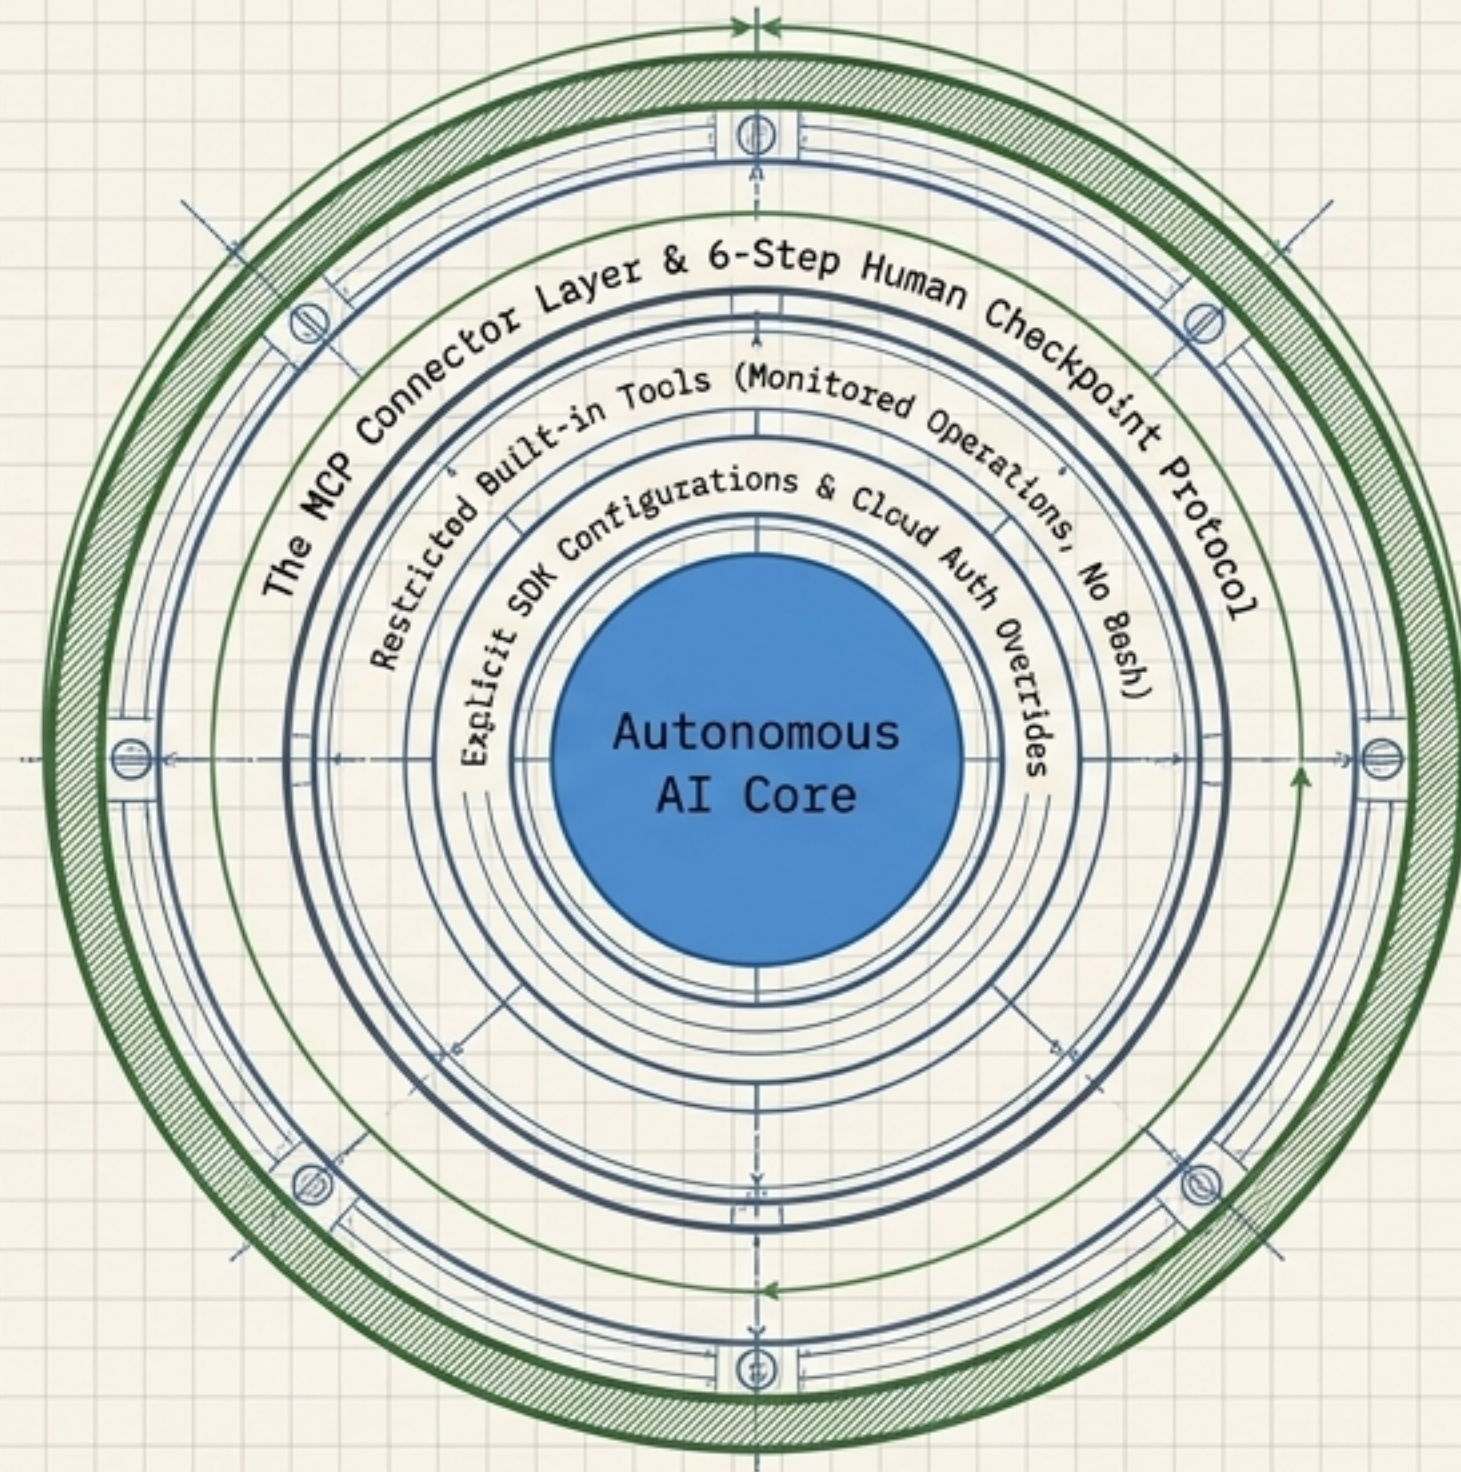 The MCP Connector Layer & 6-Step Human Checkpoint Protocol
Restricted Built-in Tools (Monitored Operations, No Bash)
Explicit SDK Configurations & Cloud Auth Overrides
Autonomous
AI Core